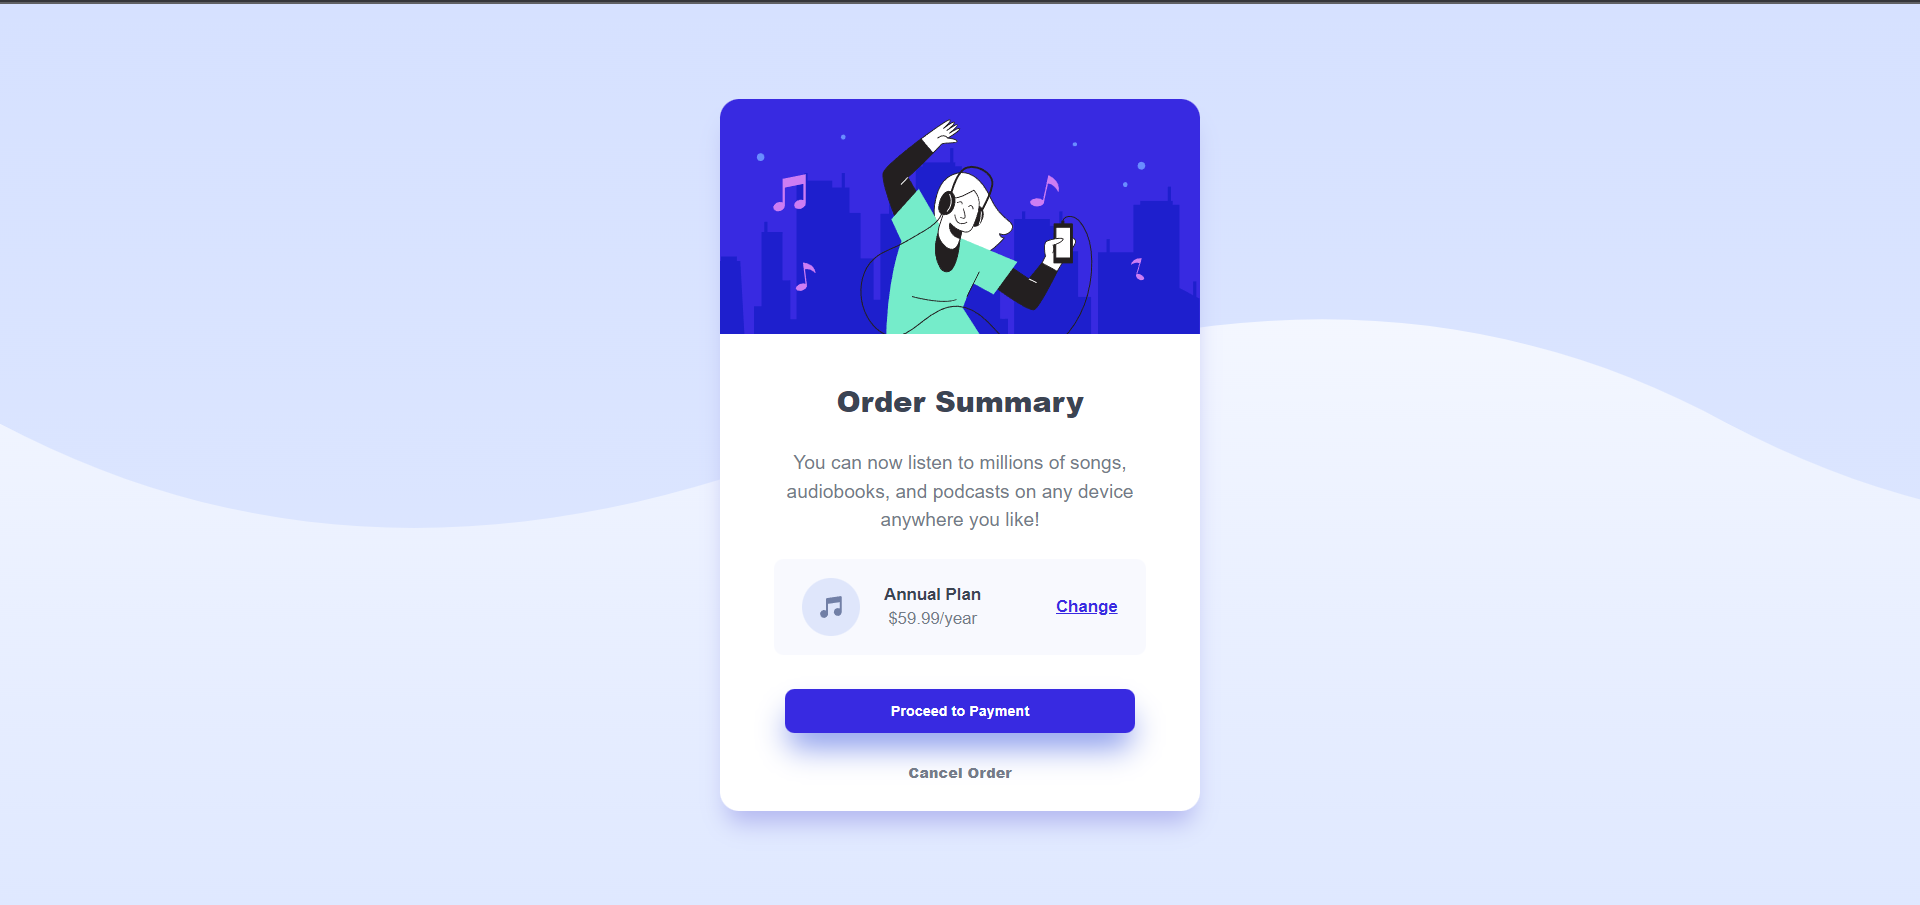 Order Summary
You can now listen to millions of songs,
audiobooks, and podcasts on any device
anywhere you like!
Annual Plan
$59.99/year
Change
Proceed to Payment
Cancel Order